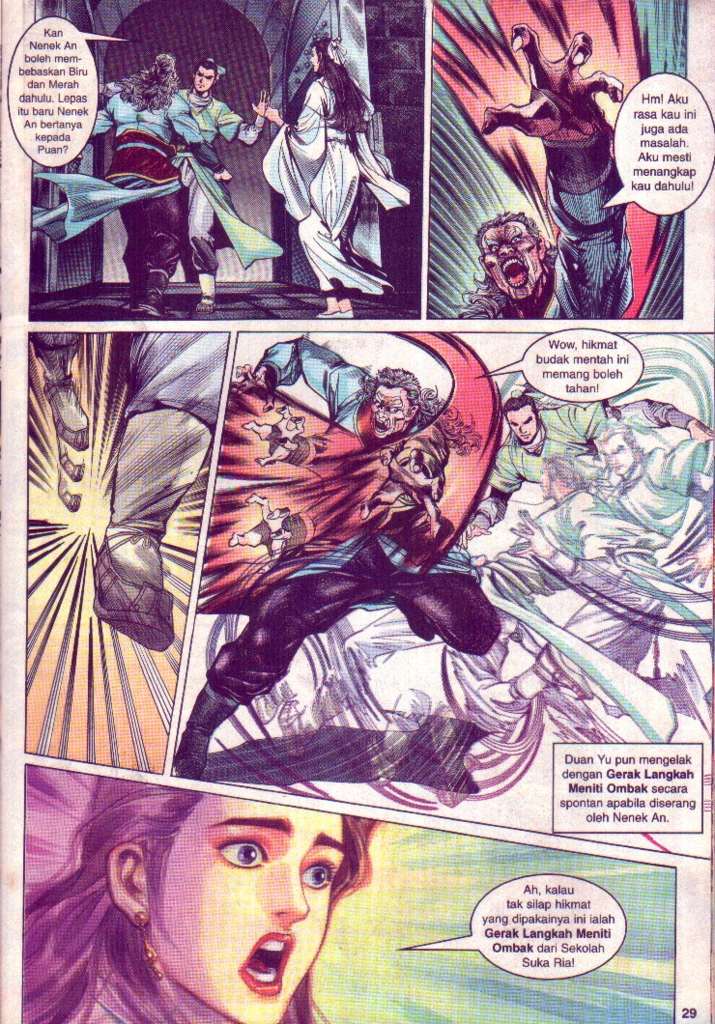 Kan
Nenek An
boleh mem-
bebaskan Biru
dan Merah
dahulu. Lepas
itu baru Nenek
An bertanya
kepada
Puan?
Hm! Aku
rasa kau ini
juga ada
masalah.
Aku mesti
menangkap
kau dahulu!
Wow, hikmat
budak mentah ini
memang boleh
tahan!
Duan Yu pun mengelak
dengan Gerak Langkah
Meniti Ombak secara
spontan apabila diserang
oleh Nenek An.
Ah, kalau
tak silap hikmat
yang dipakainya ini ialah
Gerak Langkah Meniti
Ombak dari Sekolah
Suka Ria!
29